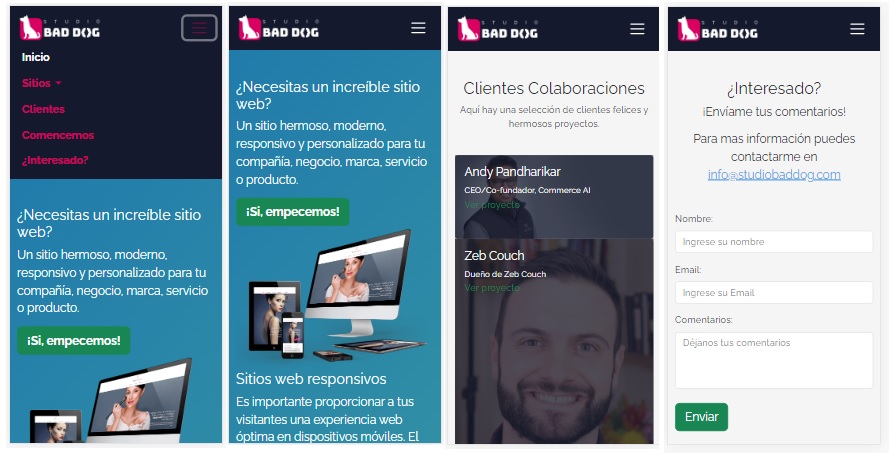 STUDIO
BAD DOG
Inicio
Sitios
Clientes
Comencemos
¿Interesado?
¿Necesitas un increíble sitio
web?
Un sitio hermoso, moderno,
responsivo y personalizado para tu
compañía, negocio, marca, servicio
o producto.
¡Si, empecemos!
STUDIO
BAD DOG
¿Necesitas un increíble sitio
web?
Un sitio hermoso, moderno,
responsivo y personalizado para tu
compañía, negocio, marca, servicio
o producto.
¡Si, empecemos!
Sitios web responsivos
Es importante proporcionar a tus
visitantes una experiencia web
óptima en dispositivos móviles. El
STUDIO
BAD DOG
Clientes Colaboraciones
Aquí hay una selección de clientes felices y
hermosos proyectos.
Andy Pandharikar
CEO/Co-fundador, Commerce AI
Ver proyecto
Zeb Couch
Dueño de Zeb Couch
Ver proyecto
STUDIO
BAD DOG
¿Interesado?
¡Envíame tus comentarios!
Para mas información puedes
contactarme en
info@studiobaddog.com
Nombre:
Ingrese su nombre
Email:
Ingrese su Email
Comentarios:
Déjanos tus comentarios
Enviar